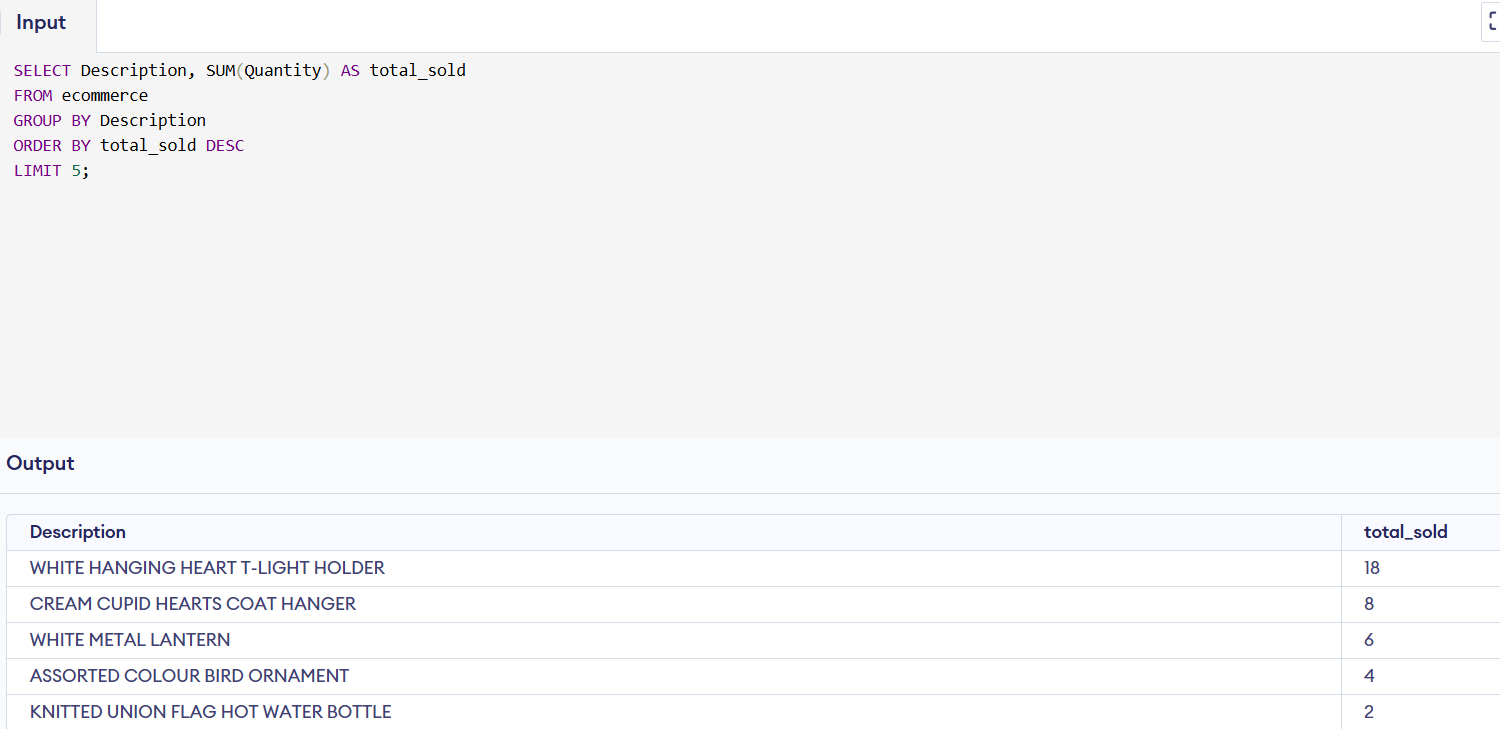 Input
SELECT Description, SUM(Quantity) AS total_sold
FROM ecommerce
GROUP BY Description
ORDER BY total_sold DESC
LIMIT 5;
Output
Description total_sold
WHITE HANGING HEART T-LIGHT HOLDER 18
CREAM CUPID HEARTS COAT HANGER 8
WHITE METAL LANTERN 6
ASSORTED COLOUR BIRD ORNAMENT 4
KNITTED UNION FLAG HOT WATER BOTTLE 2